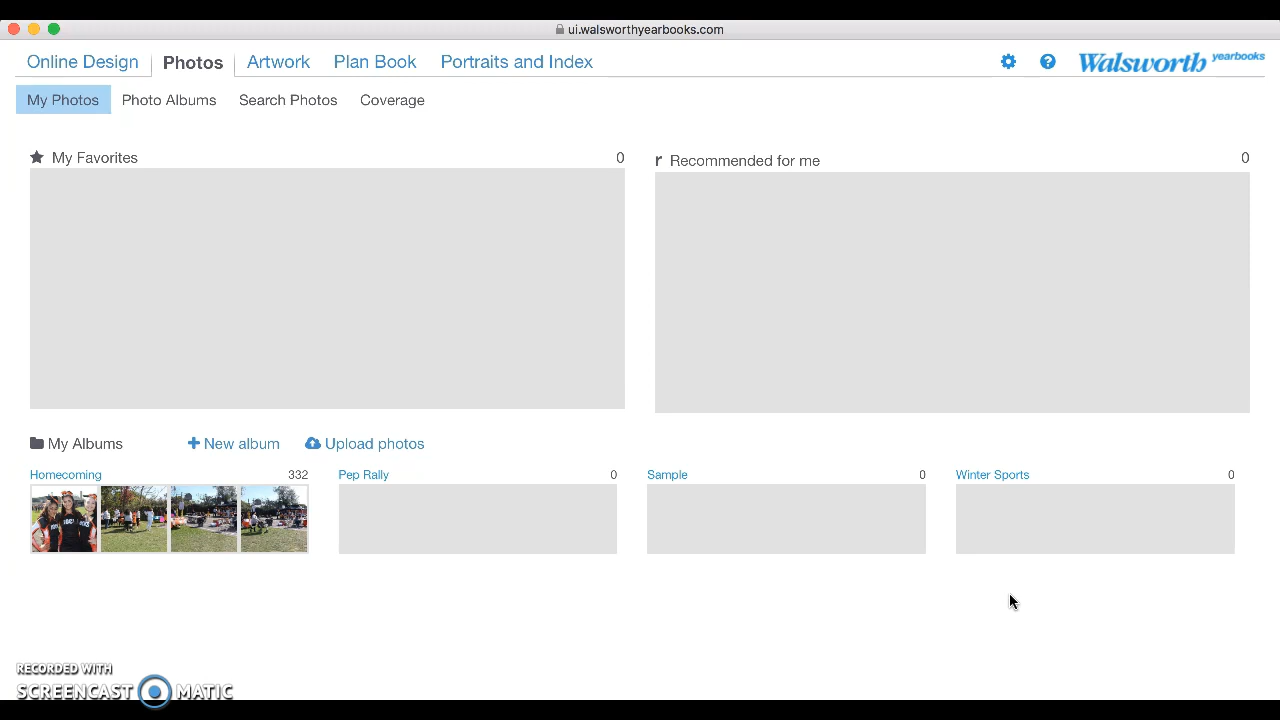 ui.walsworthyearbooks.com
Online Design Photos Artwork Plan Book Portraits and Index ? Walsworth yearbooks
My Photos Photo Albums Search Photos Coverage
My Favorites 0 r Recommended for me 0
My Albums + New album Upload photos
Homecoming 332 Pep Rally 0 Sample 0 Winter Sports 0
RECORDED WITH
SCREENCAST MATIC